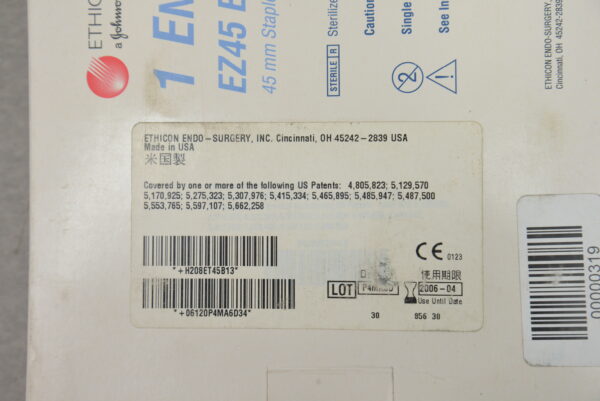 ETHIC
a Johnson
1 EN
EZ45 E
45 mm Staple
STERILE R
Sterilize
Caution
Single
See In
ETHICON ENDO-SURGERY
Cincinnati, OH 45242-2839
ETHICON ENDO-SURGERY, INC. Cincinnati, OH 45242-2839 USA
Made in USA
米国製
Covered by one or more of the following US Patents: 4,805,823; 5,129,570
5,170,925; 5,275,323; 5,307,976; 5,415,334; 5,465,895; 5,485,947; 5,487,500
5,553,765; 5,597,107; 5,662,258
*+H208ET45B13*
*+06120P4MA6D34*
CE 0123
使用期限
LOT
2006-04
Use Until Date
30 856 30
00000319